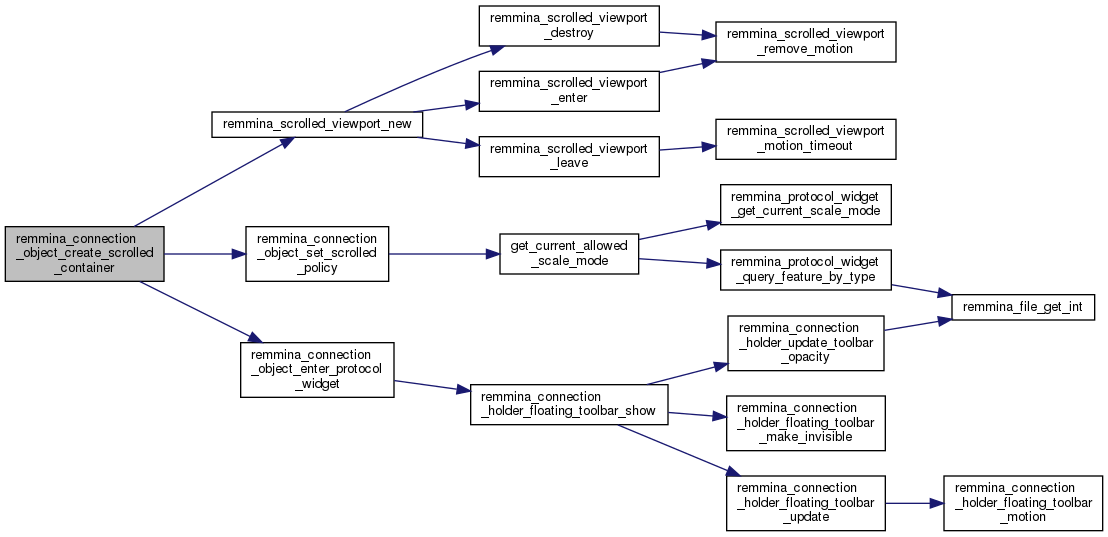 remmina_connection
_object_create_scrolled
_container
remmina_scrolled_viewport_new
remmina_connection
_object_set_scrolled
_policy
remmina_connection
_object_enter_protocol
_widget
remmina_scrolled_viewport
_destroy
remmina_scrolled_viewport
_enter
remmina_scrolled_viewport
_leave
get_current_allowed
_scale_mode
remmina_connection
_holder_floating_toolbar_show
remmina_scrolled_viewport
_remove_motion
remmina_scrolled_viewport
_motion_timeout
remmina_protocol_widget
_get_current_scale_mode
remmina_protocol_widget
_query_feature_by_type
remmina_connection
_holder_update_toolbar
_opacity
remmina_connection
_holder_floating_toolbar
_make_invisible
remmina_connection
_holder_floating_toolbar
_update
remmina_file_get_int
remmina_connection
_holder_floating_toolbar
_motion